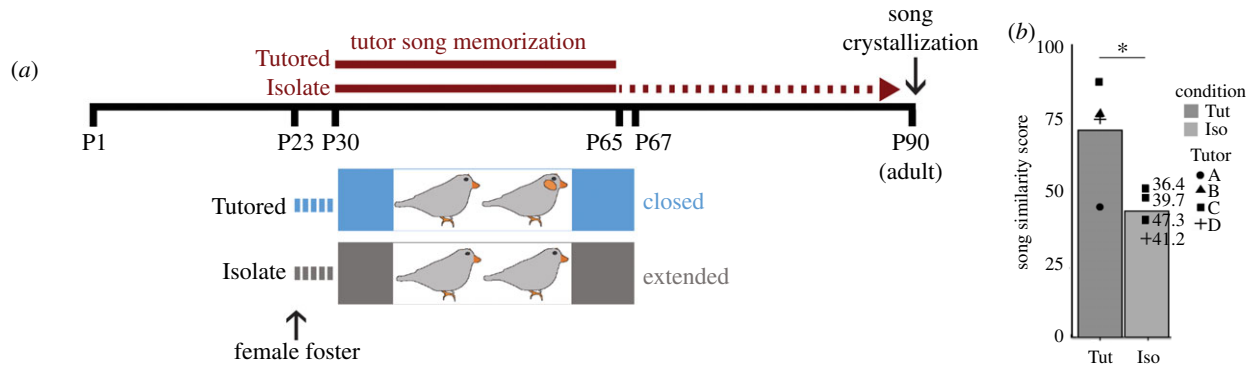 (a)
song
crystallization
tutor song memorization
Tutored
Isolate
P1
P23
P30
P65
P67
P90
(adult)
Tutored
closed
Isolate
extended
female foster
(b)
100
75
50
25
0
song similarity score
*
36.4
39.7
47.3
41.2
Tut
Iso
condition
Tut
Iso
Tutor
A
B
C
D